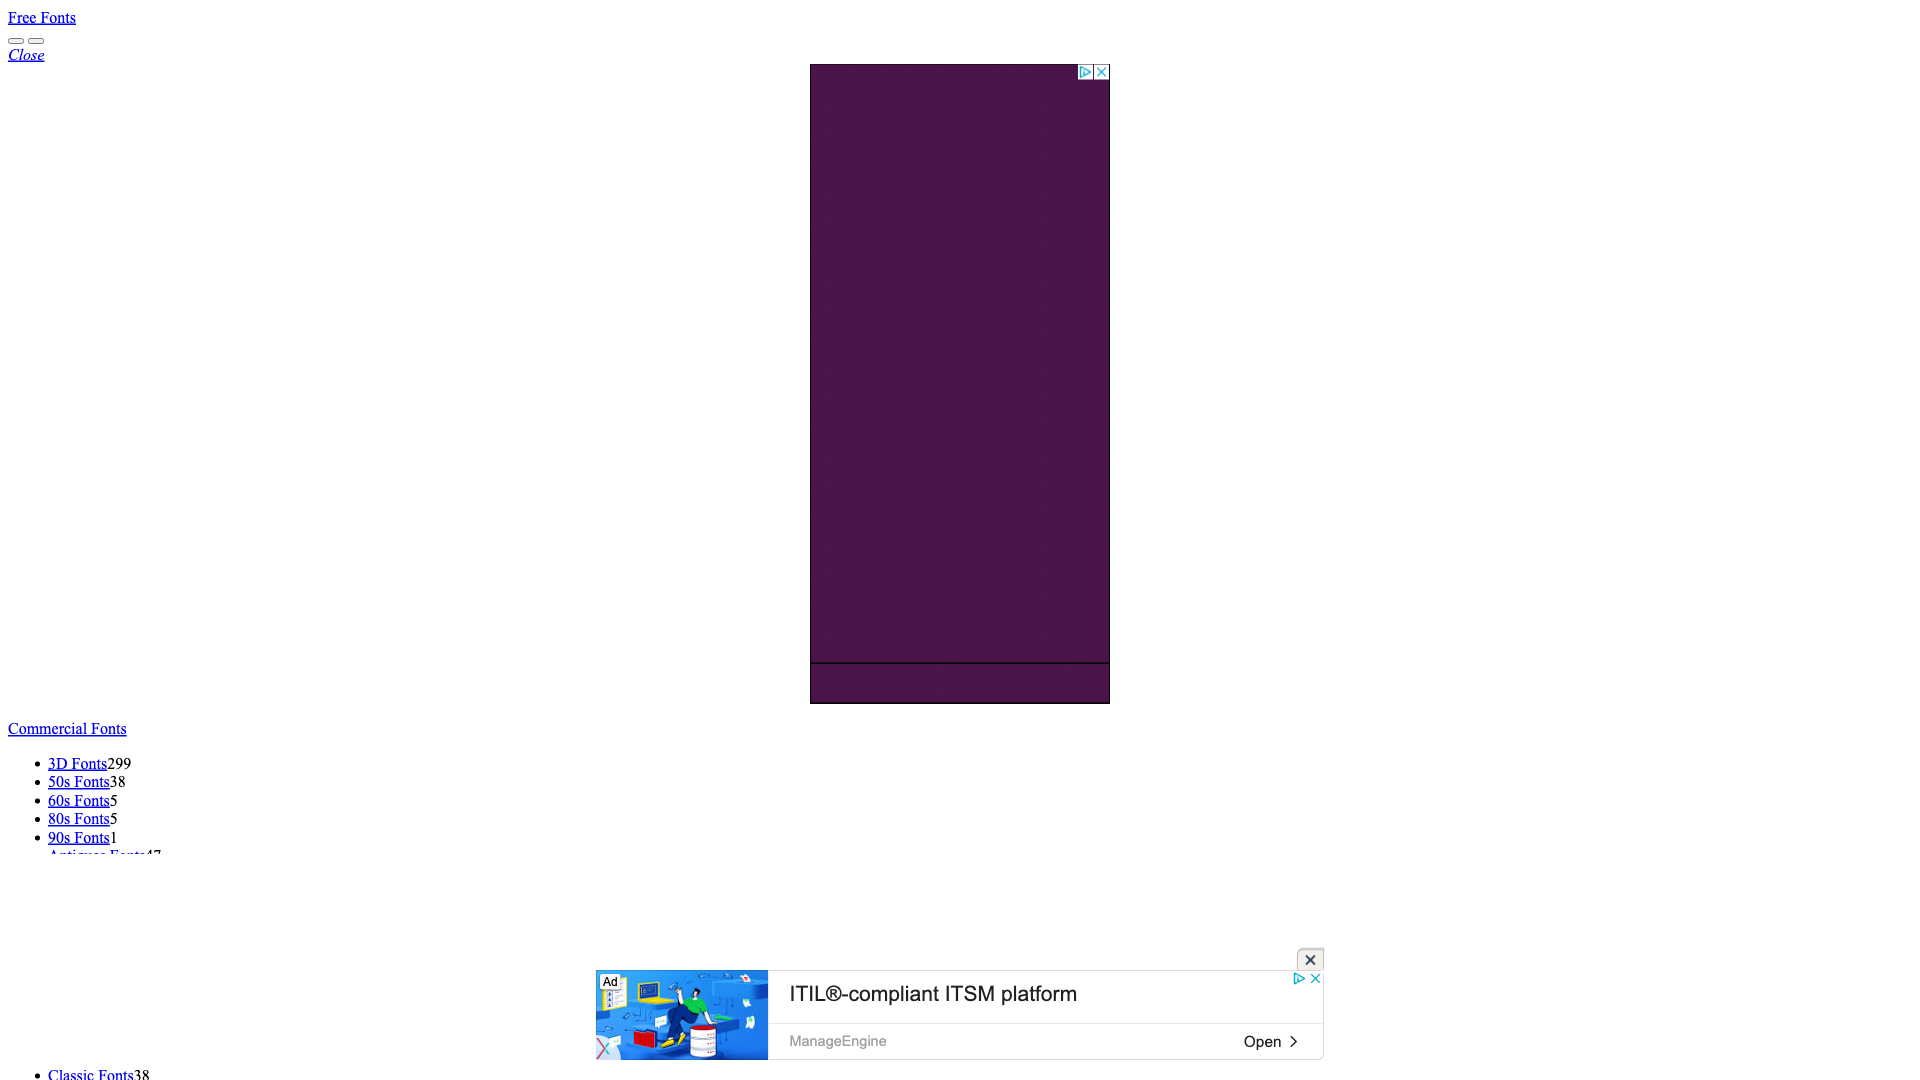 Free Fonts
Close
Commercial Fonts
3D Fonts299
50s Fonts38
60s Fonts5
80s Fonts5
90s Fonts1
Ad
ITIL®-compliant ITSM platform
ManageEngine
Open
Classic Fonts38